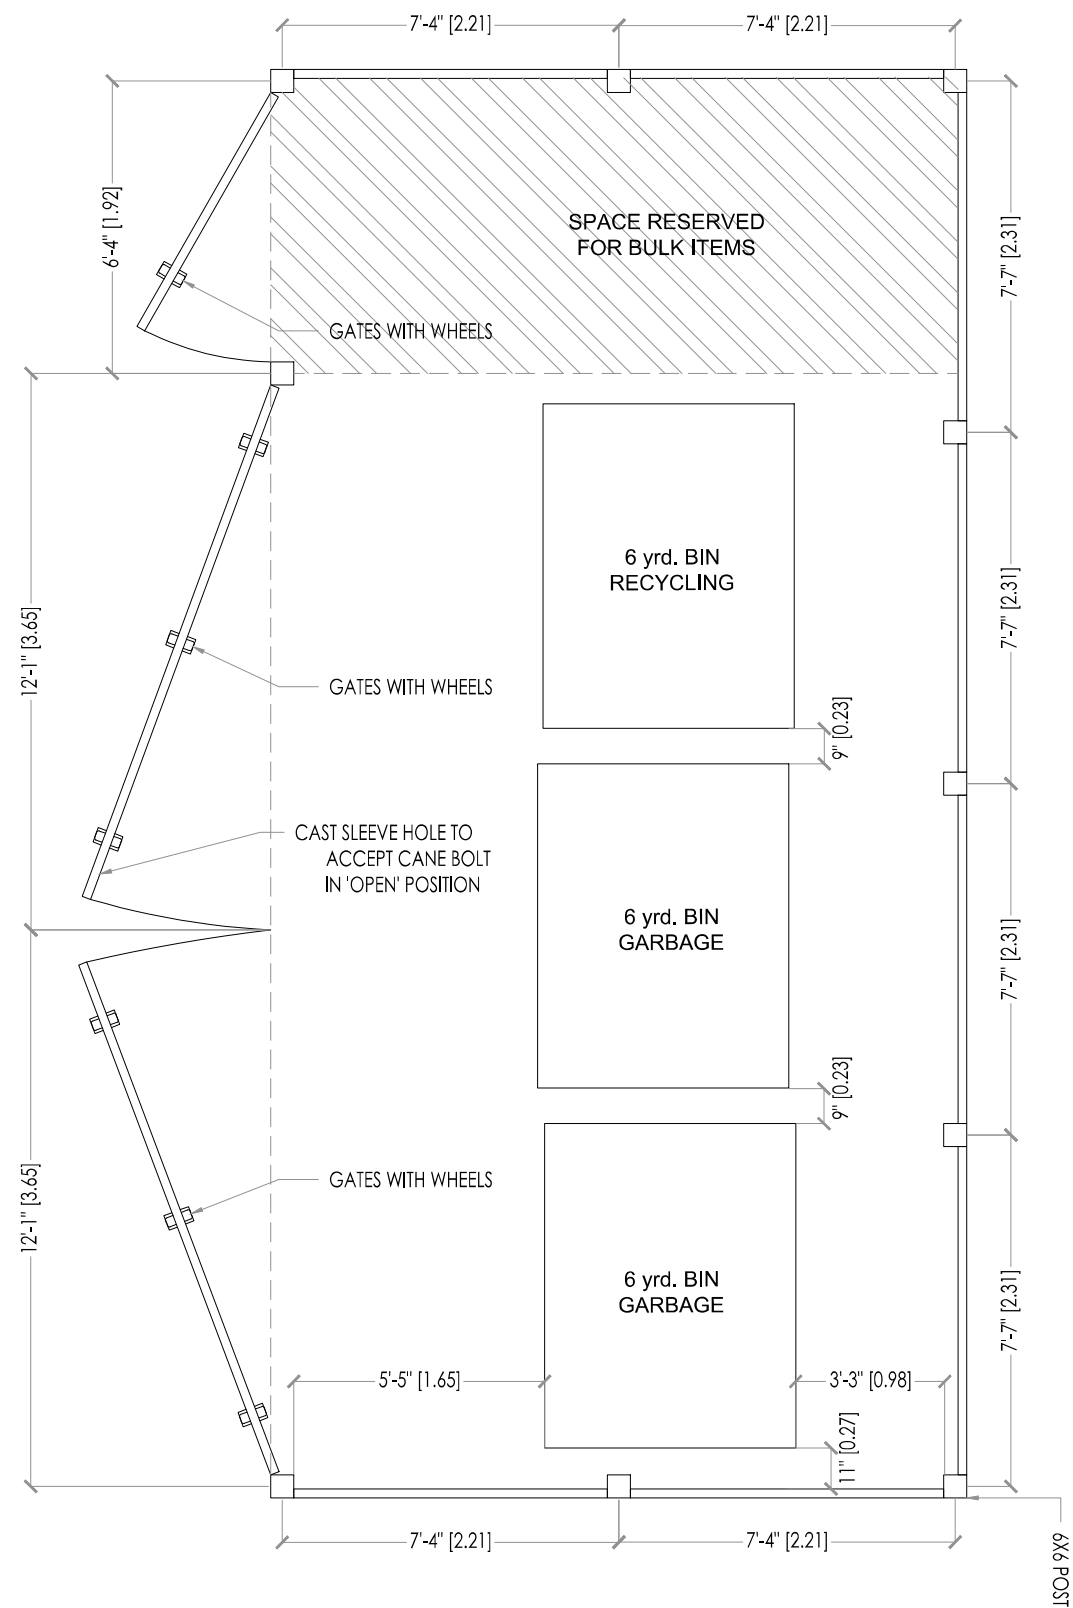 7'-4" [2.21]
7'-4" [2.21]
6'-4" [1.92]
SPACE RESERVED
FOR BULK ITEMS
7'-7" [2.31]
GATES WITH WHEELS
6 yrd. BIN
RECYCLING
7'-7" [2.31]
12'-1" [3.65]
GATES WITH WHEELS
9" [0.23]
CAST SLEEVE HOLE TO
ACCEPT CANE BOLT
IN 'OPEN' POSITION
6 yrd. BIN
GARBAGE
7'-7" [2.31]
9" [0.23]
GATES WITH WHEELS
12'-1" [3.65]
6 yrd. BIN
GARBAGE
7'-7" [2.31]
5'-5" [1.65]
3'-3" [0.98]
11" [0.27]
7'-4" [2.21]
7'-4" [2.21]
6X6 POST